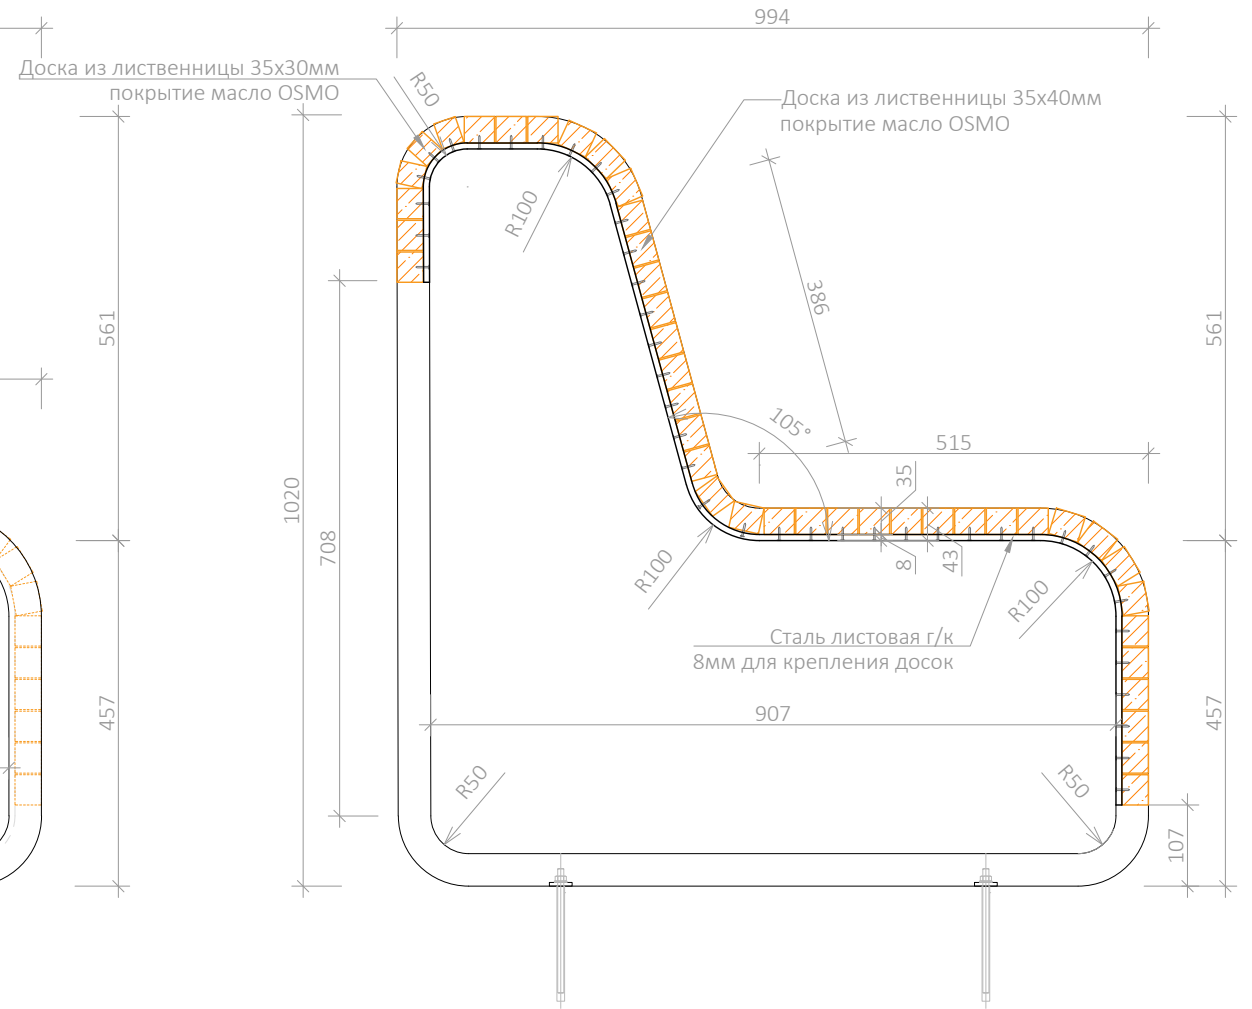 994
Доска из лиственницы 35х30мм
покрытие масло OSMO
R50
Доска из лиственницы 35х40мм
покрытие масло OSMO
R100
386
561
561
105°
515
35
1020
708
8
43
R100
R100
Сталь листовая г/к
8мм для крепления досок
457
907
457
R50
R50
107